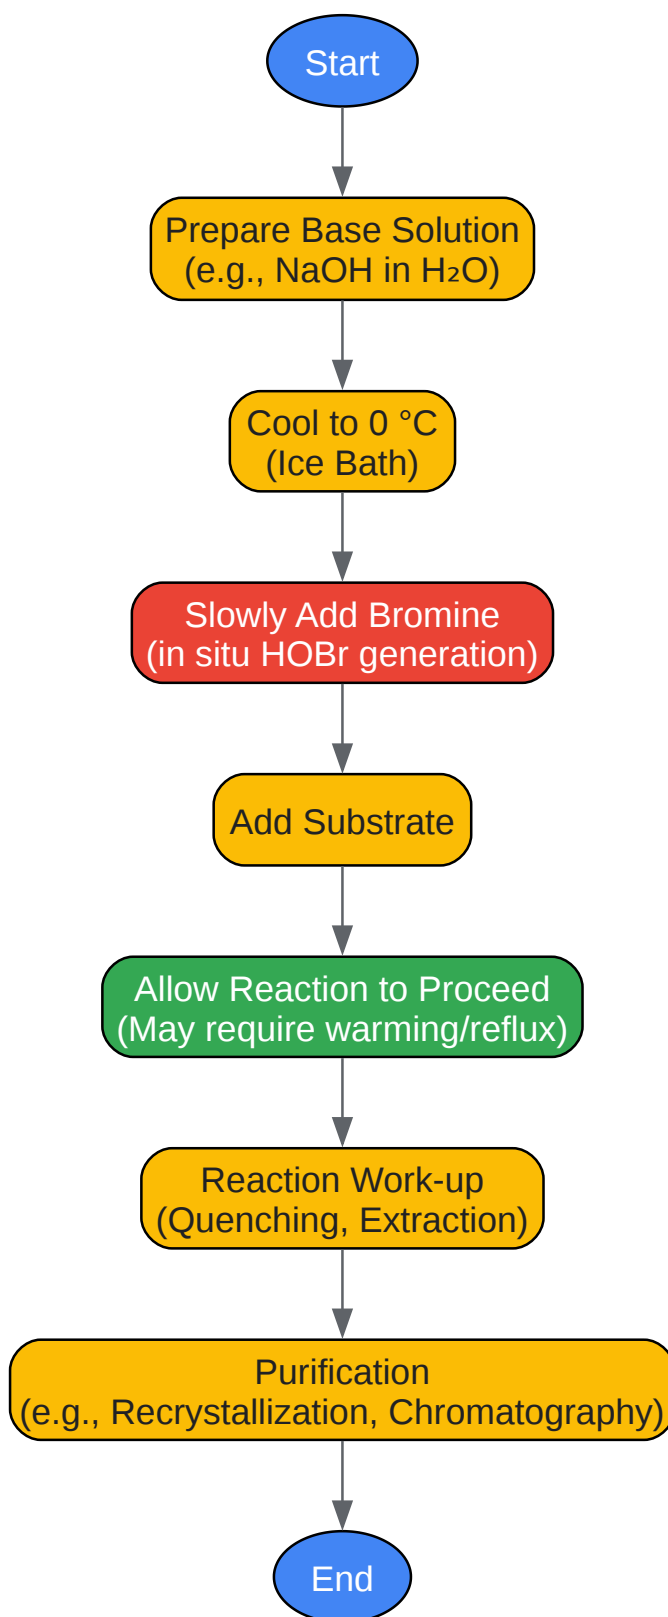 Start
Prepare Base Solution
(e.g., NaOH in H₂O)
Cool to 0 °C
(Ice Bath)
Slowly Add Bromine
(in situ HOBr generation)
Add Substrate
Allow Reaction to Proceed
(May require warming/reflux)
Reaction Work-up
(Quenching, Extraction)
Purification
(e.g., Recrystallization, Chromatography)
End